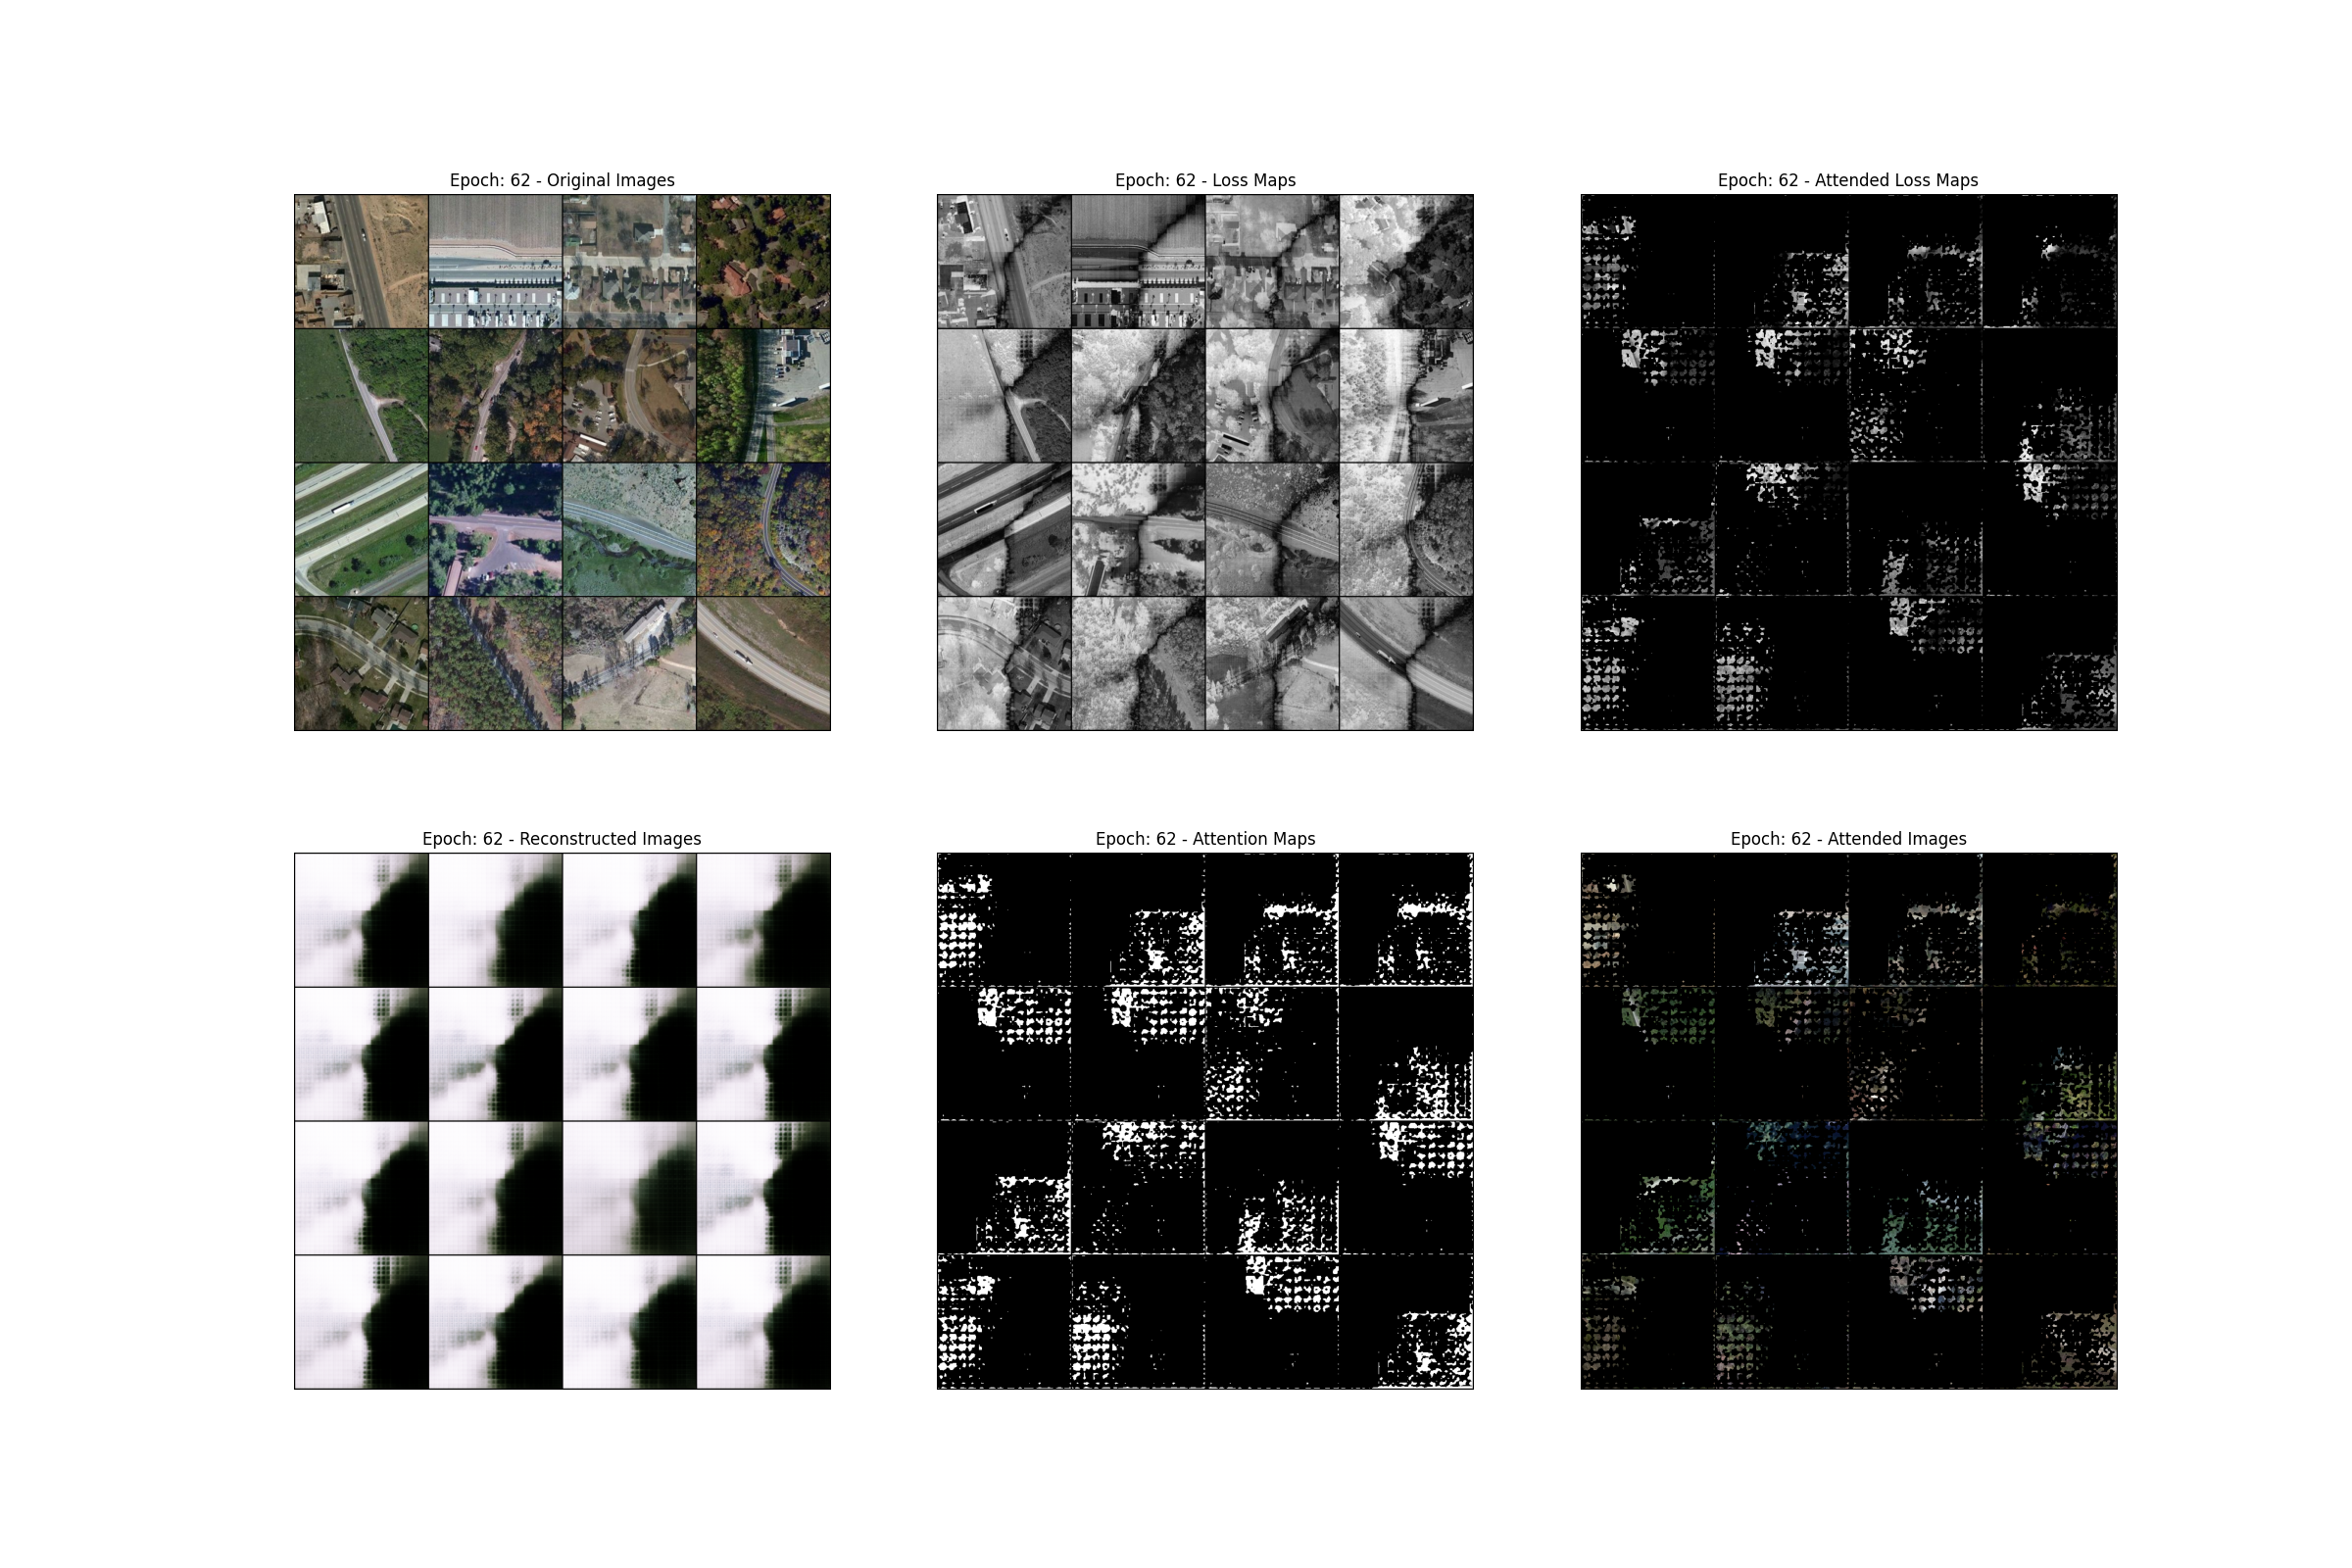 Epoch: 62 - Original Images
Epoch: 62 - Loss Maps
Epoch: 62 - Attended Loss Maps
Epoch: 62 - Reconstructed Images
Epoch: 62 - Attention Maps
Epoch: 62 - Attended Images